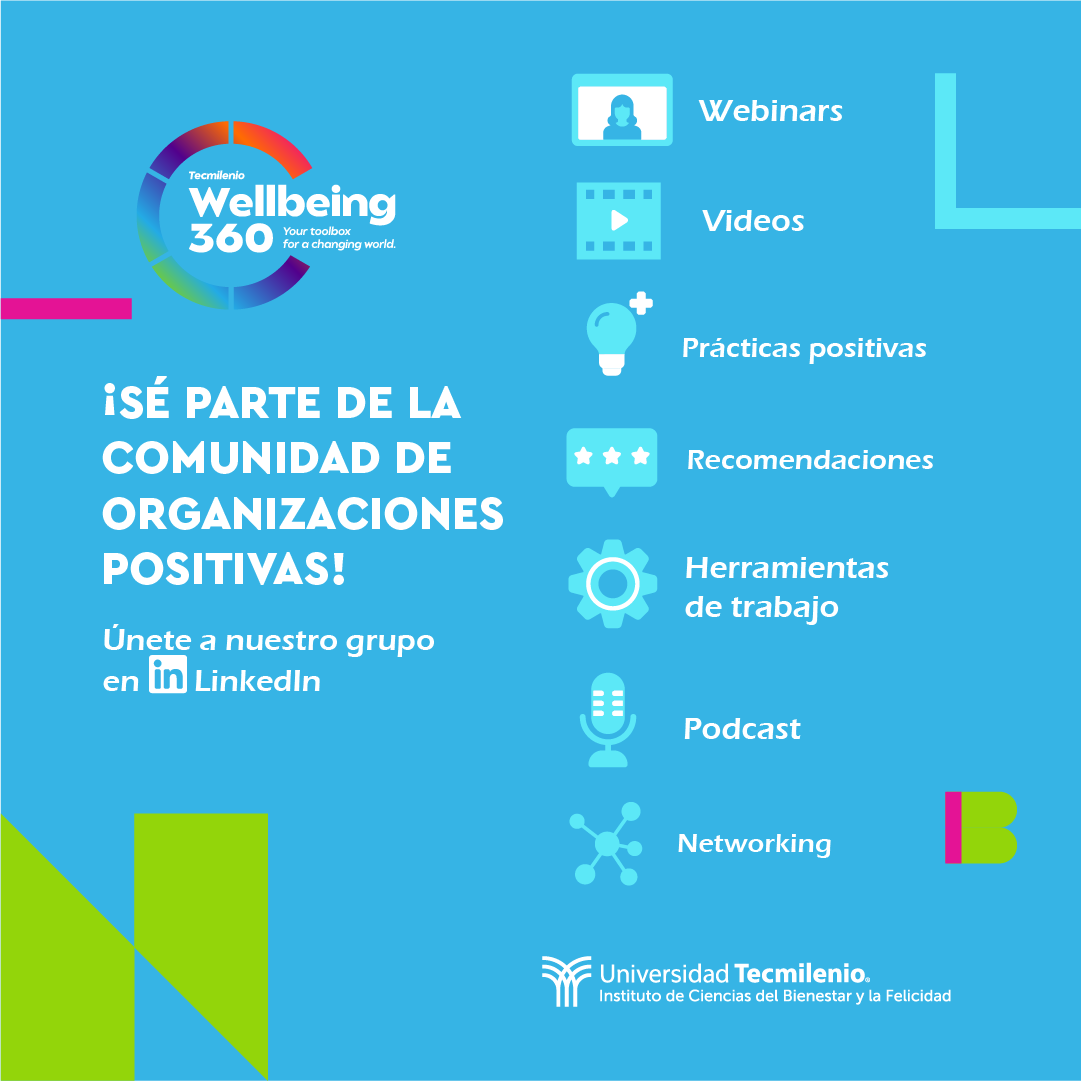 Tecmilenio
Wellbeing
360 Your toolbox
for a changing world.
¡SÉ PARTE DE LA
COMUNIDAD DE
ORGANIZACIONES
POSITIVAS!
Únete a nuestro grupo
en in LinkedIn
Webinars
Videos
Prácticas positivas
Recomendaciones
Herramientas
de trabajo
Podcast
Networking
IB
Universidad Tecmilenio®
Instituto de Ciencias del Bienestar y la Felicidad